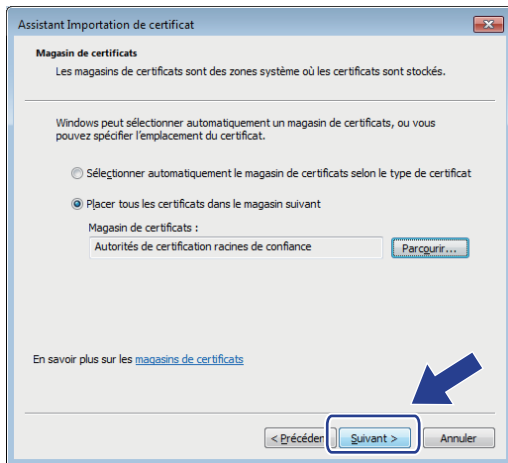 Assistant Importation de certificat
Magasin de certificats
Les magasins de certificats sont des zones système où les certificats sont stockés.
Windows peut sélectionner automatiquement un magasin de certificats, ou vous
pouvez spécifier l'emplacement du certificat.
Sélectionner automatiquement le magasin de certificats selon le type de certificat
Placer tous les certificats dans le magasin suivant
Magasin de certificats :
Autorités de certification racines de confiance Parcourir...
En savoir plus sur les magasins de certificats
< Précéden Suivant > Annuler